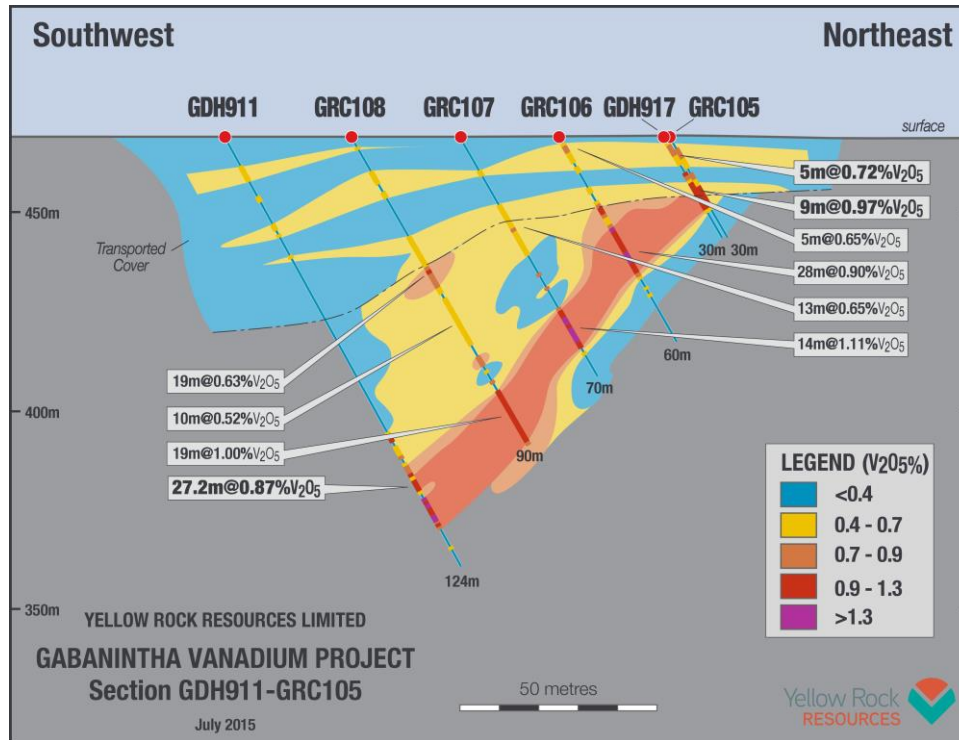 Southwest
Northeast
GDH911
GRC108
GRC107
GRC106
GDH917
GRC105
surface
450m
Transported
Cover
5m@0.72%V₂O₅
9m@0.97%V₂O₅
5m@0.65%V₂O₅
30m 30m
28m@0.90%V₂O₅
13m@0.65%V₂O₅
14m@1.11%V₂O₅
60m
19m@0.63%V₂O₅
70m
400m
10m@0.52%V₂O₅
19m@1.00%V₂O₅
90m
27.2m@0.87%V₂O₅
124m
350m
LEGEND (V₂O₅%)
<0.4
0.4 - 0.7
0.7 - 0.9
0.9 - 1.3
>1.3
YELLOW ROCK RESOURCES LIMITED
GABANINTHA VANADIUM PROJECT
Section GDH911-GRC105
July 2015
50 metres
Yellow Rock
RESOURCES